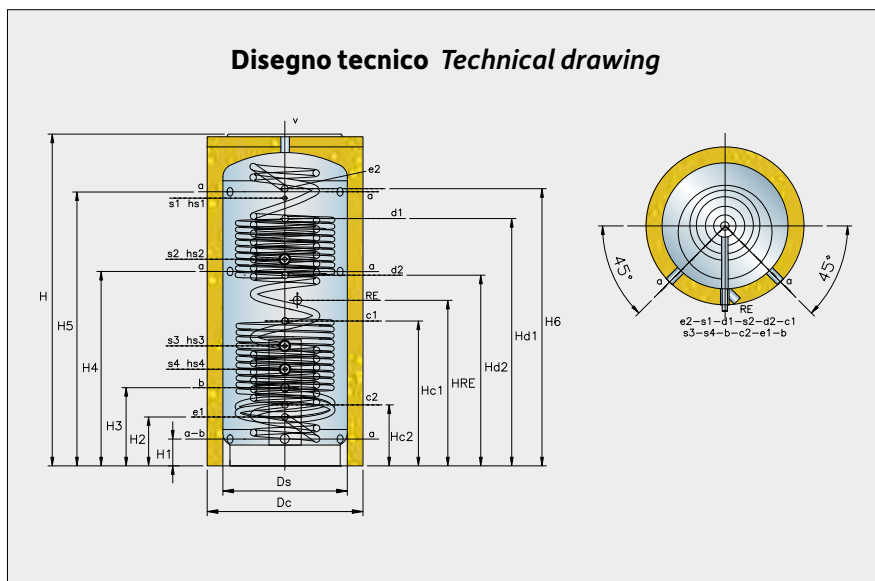 Disegno tecnico Technical drawing
v
e2
a
a
s1 hs1
d1
s2 hs2
a
a
d2
RE
c1
s3 hs3
s4 hs4
b
c2
e1
a-b
a
H
H5
H4
H3
H2
H1
Hc2
Hc1
HRE
Hd2
Hd1
H6
Ds
Dc
45°
45°
a
a
RE
e2-s1-d1-s2-d2-c1
s3-s4-b-c2-e1-b